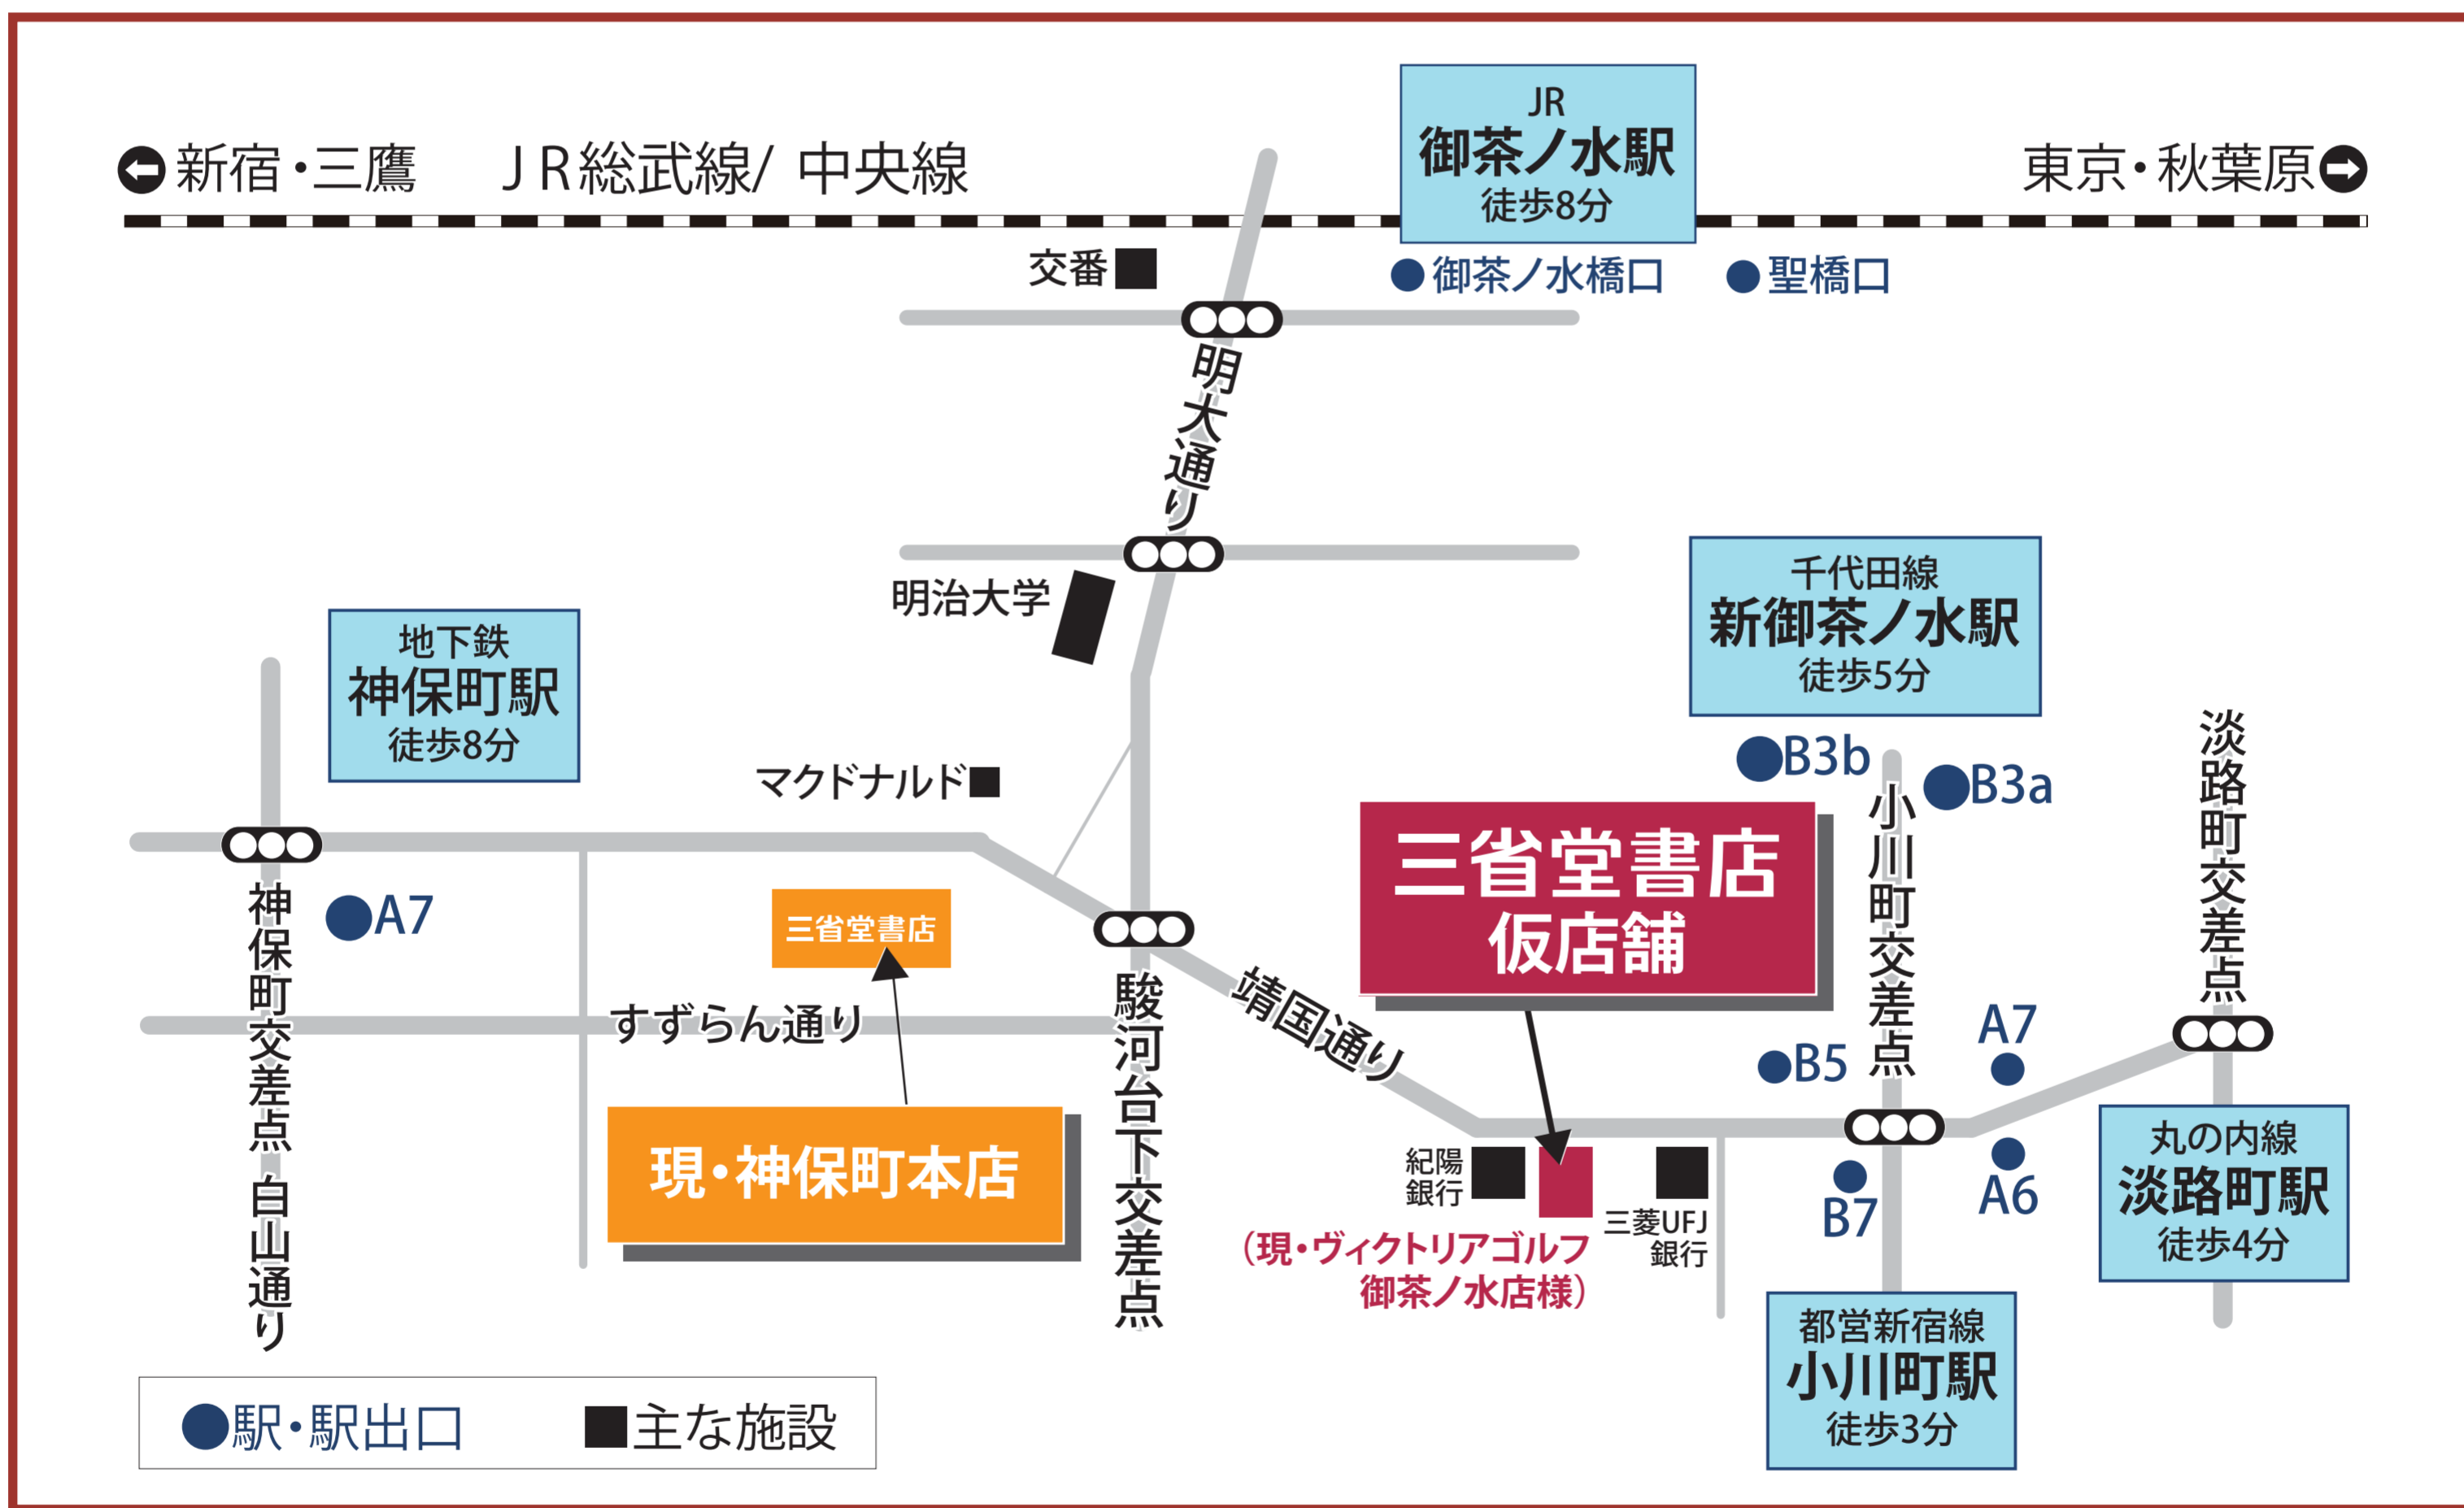 新宿・三鷹
JR総武線/ 中央線
JR
御茶ノ水駅
徒歩8分
東京・秋葉原
交番
御茶ノ水橋口
聖橋口
明大通り
明治大学
地下鉄
神保町駅
徒歩8分
千代田線
新御茶ノ水駅
徒歩5分
B3b
B3a
淡路町交差点
マクドナルド
小川町交差点
三省堂書店
仮店舗
A7
三省堂書店
神保町交差点 白山通り
すずらん通り
駿河台下交差点
靖国通り
B5
A7
現・神保町本店
紀陽
銀行
三菱UFJ
銀行
(現・ヴィクトリアゴルフ
御茶ノ水店様)
B7
A6
丸の内線
淡路町駅
徒歩4分
都営新宿線
小川町駅
徒歩3分
駅・駅出口
主な施設